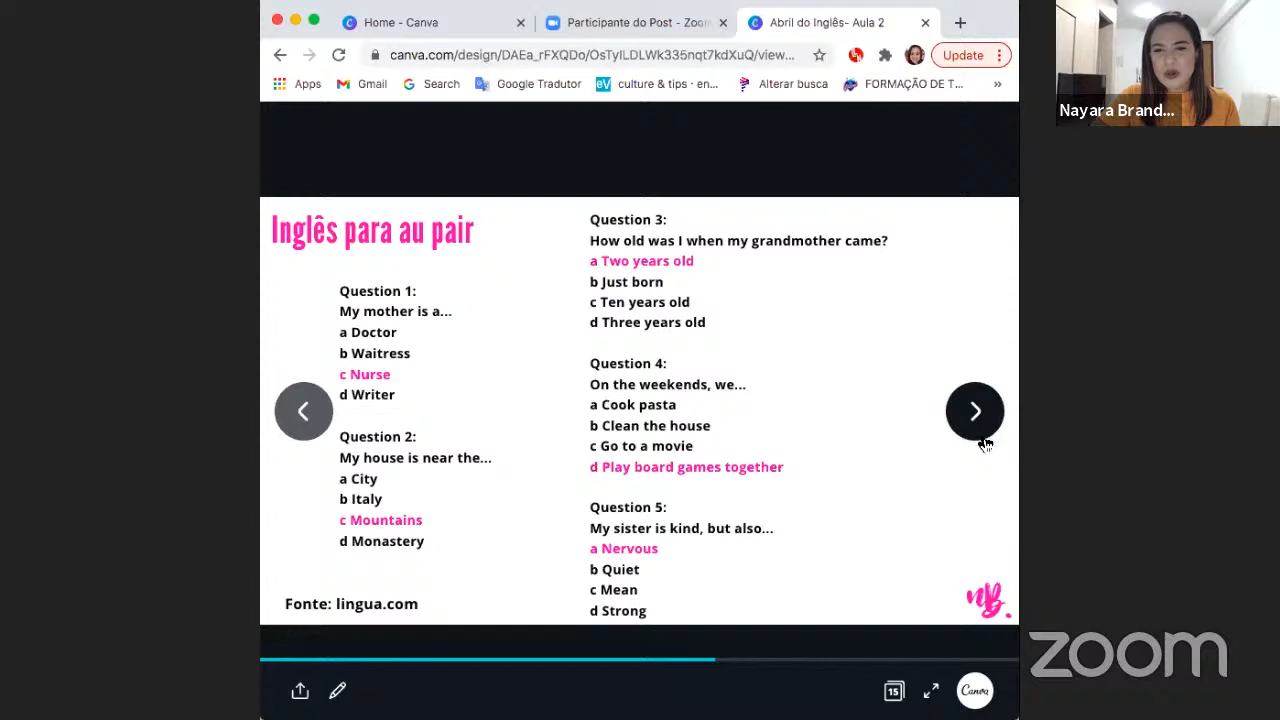 Home - Canva
Participante do Post - Zoom
Abril do Inglês- Aula 2
canva.com/design/DAEa_rFXQDo/OsTyILDLWk335nqt7kdXuQ/view...
Update
Apps
Gmail
Search
Google Tradutor
culture & tips · en...
Alterar busca
FORMAÇÃO DE T...
»
Nayara Brand...
Inglês para au pair
Question 1:
My mother is a...
a Doctor
b Waitress
c Nurse
d Writer
Question 2:
My house is near the...
a City
b Italy
c Mountains
d Monastery
Fonte: lingua.com
Question 3:
How old was I when my grandmother came?
a Two years old
b Just born
c Ten years old
d Three years old
Question 4:
On the weekends, we...
a Cook pasta
b Clean the house
c Go to a movie
d Play board games together
Question 5:
My sister is kind, but also...
a Nervous
b Quiet
c Mean
d Strong
nB.
15
Canva
zoom